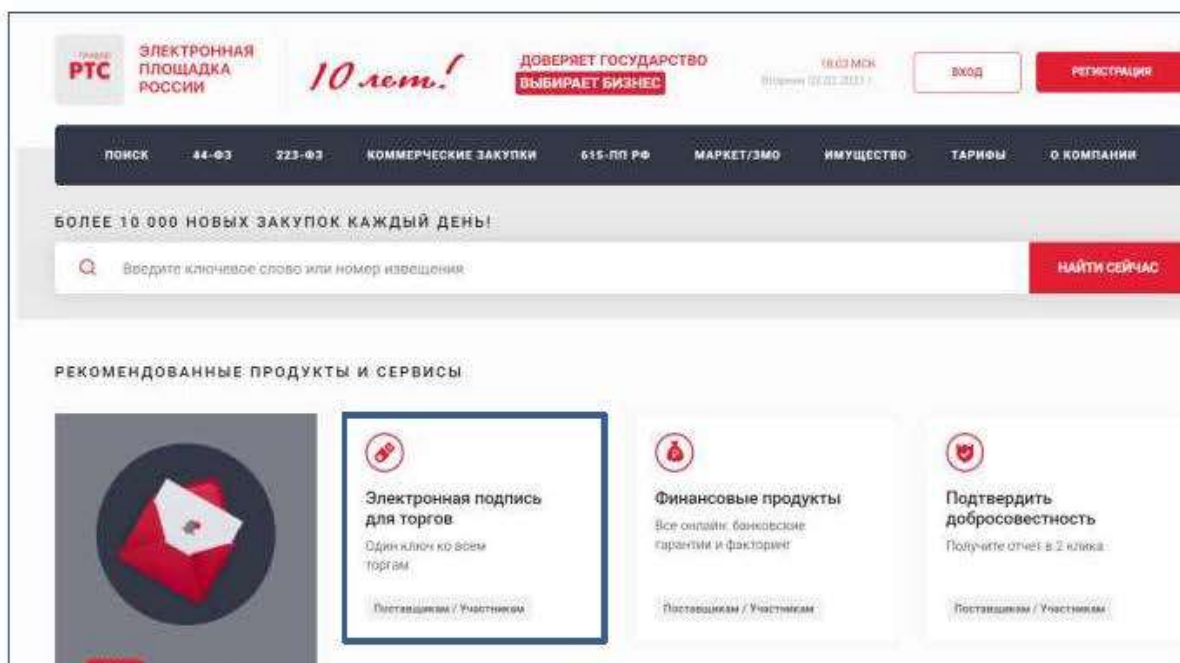 РТС
ЭЛЕКТРОННАЯ
ПЛОЩАДКА
РОССИИ
10 лет!
ДОВЕРЯЕТ ГОСУДАРСТВО
ВЫБИРАЕТ БИЗНЕС
МСК
Вторник
ВХОД
РЕГИСТРАЦИЯ
ПОИСК 44-ФЗ 223-ФЗ КОММЕРЧЕСКИЕ ЗАКУПКИ 615-ПП РФ МАРКЕТ/ЗМО ИМУЩЕСТВО ТАРИФЫ О КОМПАНИИ
БОЛЕЕ 10 000 НОВЫХ ЗАКУПОК КАЖДЫЙ ДЕНЬ!
Введите ключевое слово или номер извещения
НАЙТИ СЕЙЧАС
РЕКОМЕНДОВАННЫЕ ПРОДУКТЫ И СЕРВИСЫ
Электронная подпись
для торгов
Один ключ ко всем
торгам
Поставщикам / Участникам
Финансовые продукты
Все онлайн: банковские
гарантии и факторинг
Поставщикам / Участникам
Подтвердить
добросовестность
Получите отчет в 2 клика
Поставщикам / Участникам